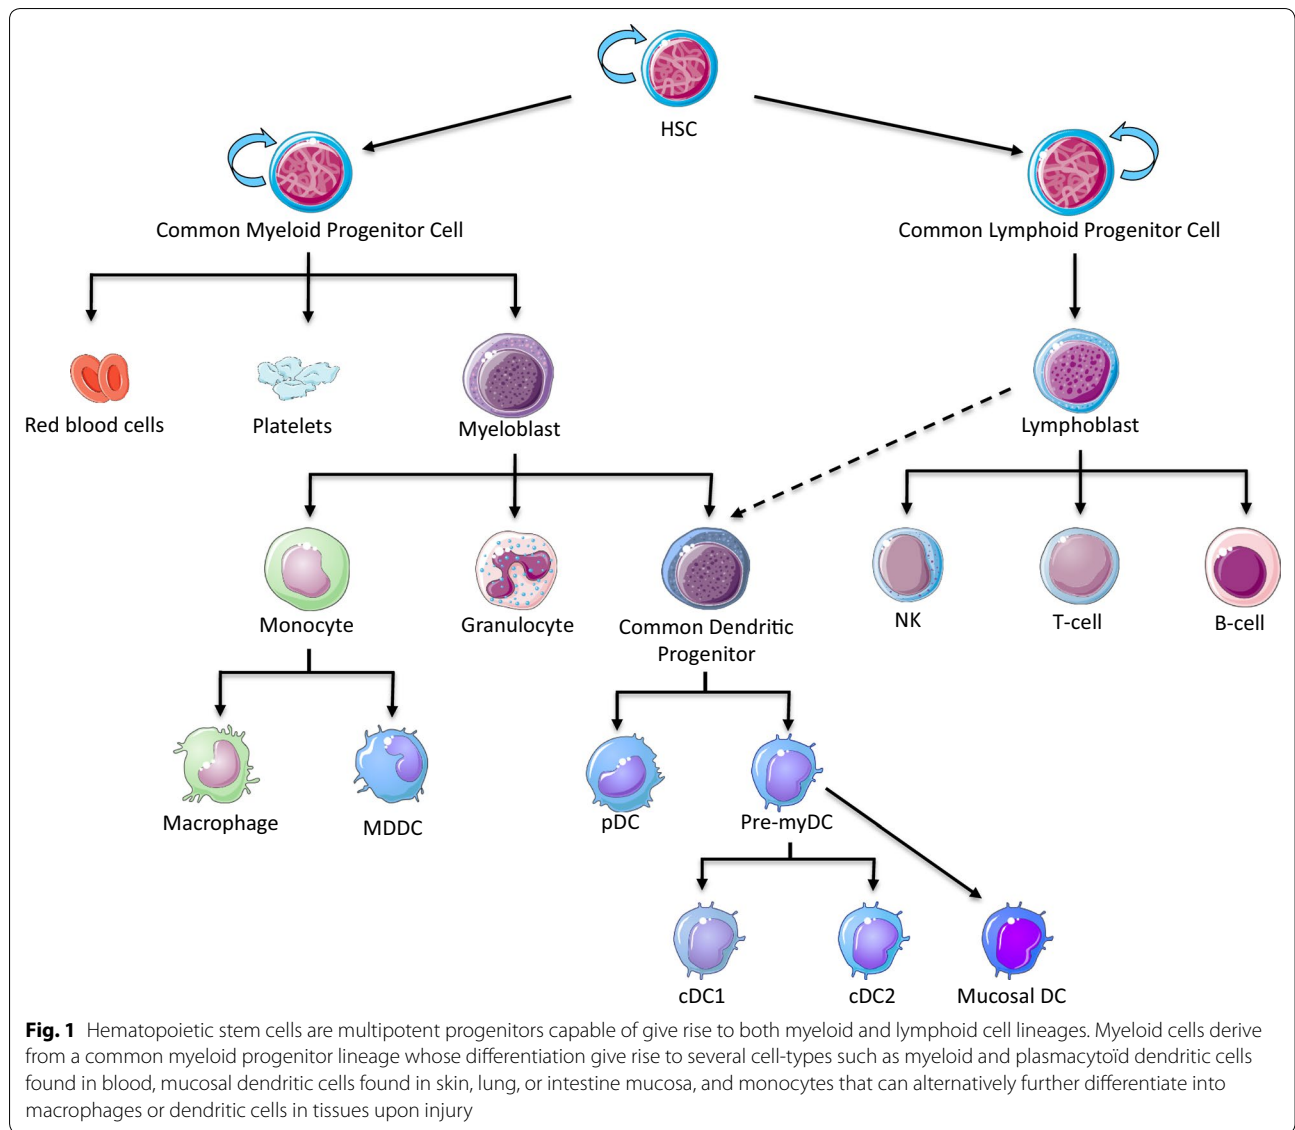 HSC
Common Myeloid Progenitor Cell
Common Lymphoid Progenitor Cell
Red blood cells
Platelets
Myeloblast
Lymphoblast
Monocyte
Granulocyte
Common Dendritic
Progenitor
NK
T-cell
B-cell
Macrophage
MDDC
pDC
Pre-myDC
cDC1
cDC2
Mucosal DC
Fig. 1 Hematopoietic stem cells are multipotent progenitors capable of give rise to both myeloid and lymphoid cell lineages. Myeloid cells derive
from a common myeloid progenitor lineage whose differentiation give rise to several cell-types such as myeloid and plasmacytoïd dendritic cells
found in blood, mucosal dendritic cells found in skin, lung, or intestine mucosa, and monocytes that can alternatively further differentiate into
macrophages or dendritic cells in tissues upon injury